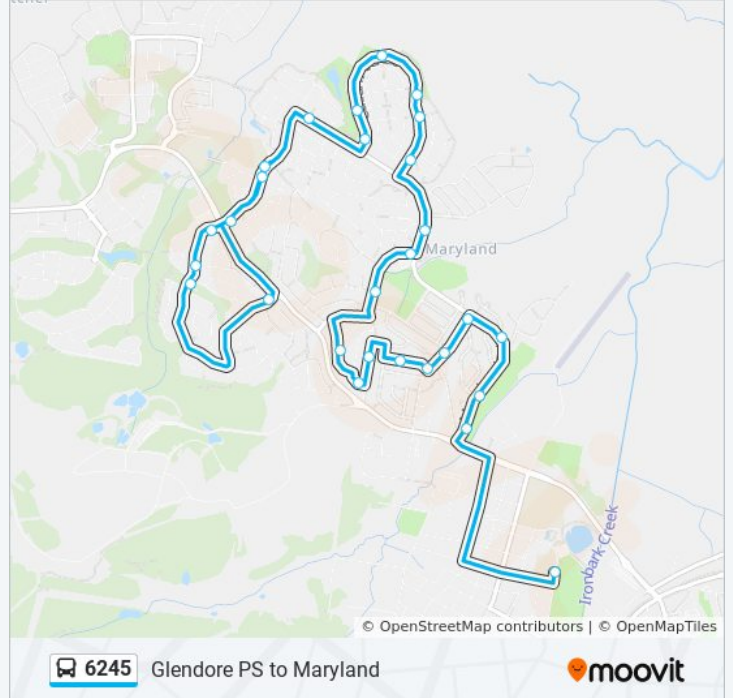 Maryland
Ironbark Creek
© OpenStreetMap contributors | © OpenMapTiles
6245 Glendore PS to Maryland
moovit